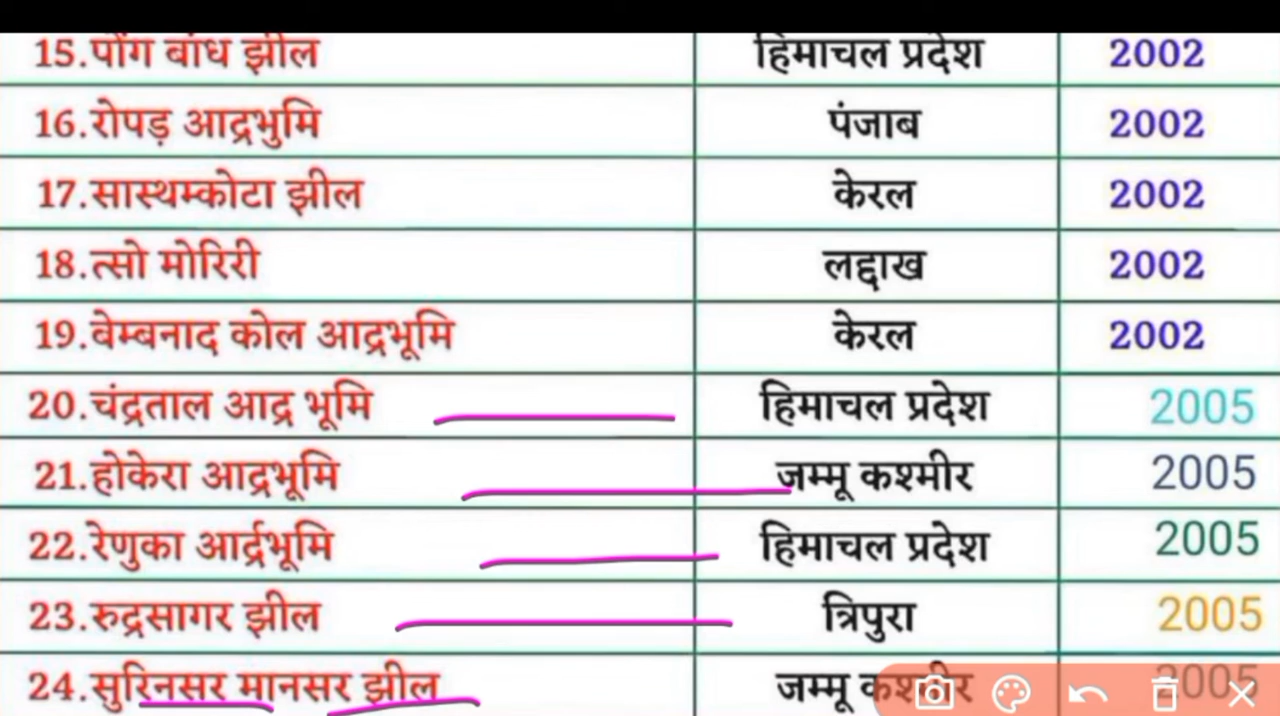 15.पोंग बांध झील हिमाचल प्रदेश 2002
16.रोपड़ आद्रभुमि पंजाब 2002
17.सास्थम्कोटा झील केरल 2002
18.त्सो मोरिरी लद्दाख 2002
19.बेम्बनाद कोल आद्रभूमि केरल 2002
20.चंद्रताल आद्र भूमि हिमाचल प्रदेश 2005
21.होकेरा आद्रभूमि जम्मू कश्मीर 2005
22.रेणुका आर्द्रभूमि हिमाचल प्रदेश 2005
23.रुद्रसागर झील त्रिपुरा 2005
24.सुरिनसर मानसर झील जम्मू कश्मीर 2005